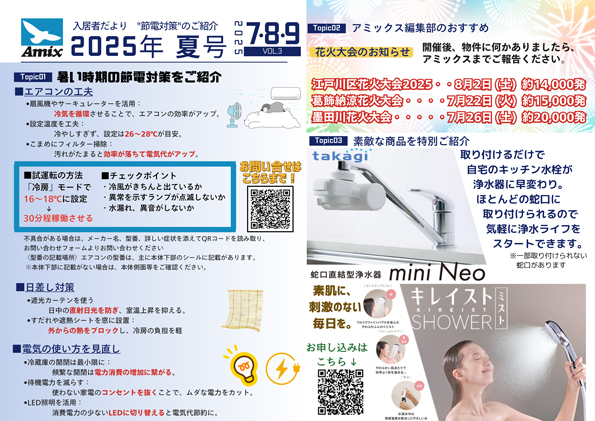 Amix
入居者だより "節電対策"のご紹介
2025年 夏号
2025
7・8・9
VOL.3
Topic01 暑い時期の節電対策をご紹介
■エアコンの工夫
•扇風機やサーキュレーターを活用：
冷気を循環させることで、エアコンの効率がアップ。
•設定温度を工夫：
冷やしすぎず、設定は26～28℃が目安。
•こまめにフィルター掃除：
汚れがたまると効率が落ちて電気代がアップ。
■試運転の方法
「冷房」モードで
16～18℃に設定
↓
30分程稼働させる
■チェックポイント
・冷風がきちんと出ているか
・異常を示すランプが点滅しないか
・水漏れ、異音がしないか
お問い合せは
こちらまで！
不具合がある場合は、メーカー名、型番、詳しい症状を添えてQRコードを読み取り、
お問い合わせフォームよりお問い合わせください
（型番の記載場所）エアコンの型番は、主に本体下部のシールに記載があります。
※本体下部に記載がない場合は、本体側面等をご確認ください。
■日差し対策
•遮光カーテンを使う
日中の直射日光を防ぎ、室温上昇を抑える。
•すだれや遮熱シートを窓に設置：
外からの熱をブロックし、冷房の負担を軽
■電気の使い方を見直し
•冷蔵庫の開閉は最小限に：
頻繁な開閉は電力消費の増加に繋がる。
•待機電力を減らす：
使わない家電のコンセントを抜くことで、ムダな電力をカット。
•LED照明を活用：
消費電力の少ないLEDに切り替えると電気代節約に。
Topic02 アミックス編集部のおすすめ
花火大会のお知らせ
開催後、物件に何かありましたら、
アミックスまでご報告ください。
江戸川区花火大会2025・・8月2日(土) 約14,000発
葛飾納涼花火大会・・・・7月22日(火) 約15,000発
墨田川花火大会・・・・・7月26日(土) 約20,000発
Topic03 素敵な商品を特別ご紹介
takagi
取り付けるだけで
自宅のキッチン水栓が
浄水器に早変わり。
ほとんどの蛇口に
取り付けられるので
気軽に浄水ライフを
スタートできます。
※一部取り付けられない
蛇口があります
蛇口直結型浄水器 mini Neo
素肌に、
刺激のない
毎日を。
お申し込みは
こちら↓
キレイスト
KIREIST
SHOWER
ミスト